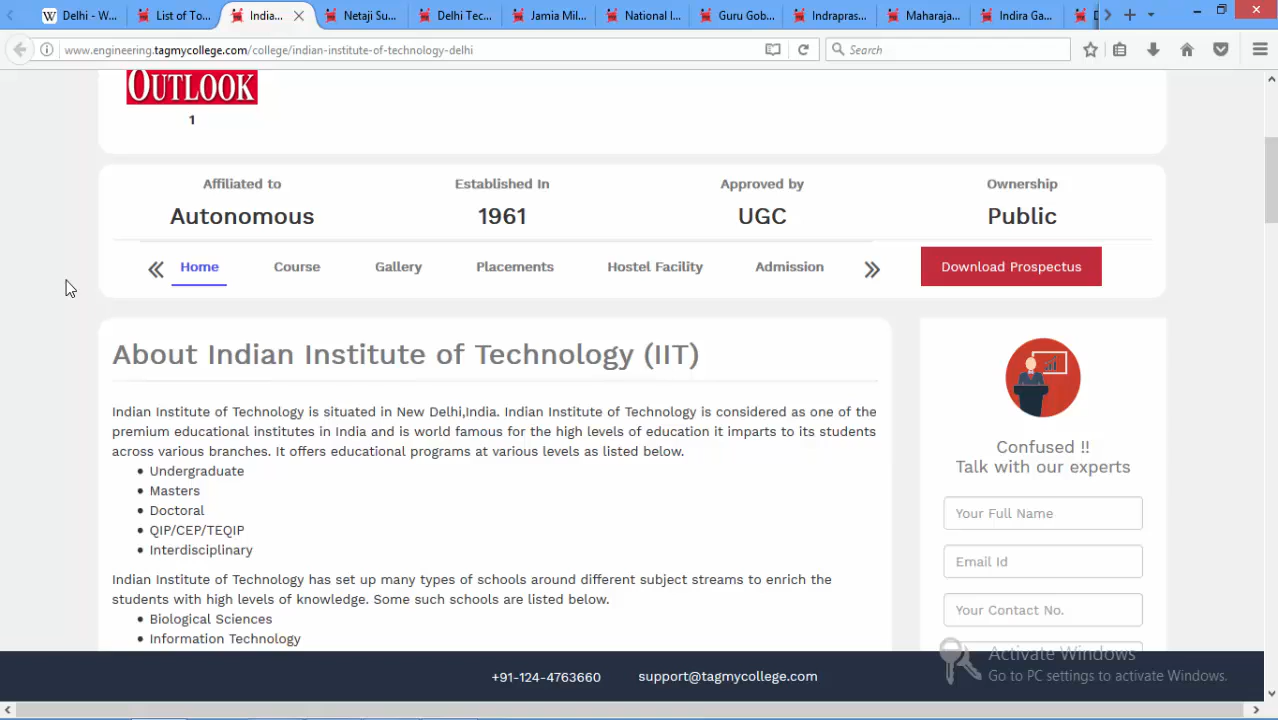 Delhi - W...
List of To...
India...
Netaji Su...
Delhi Tec...
Jamia Mil...
National I...
Guru Gob...
Indrapras...
Maharaja...
Indira Ga...
www.engineering.tagmycollege.com/college/indian-institute-of-technology-delhi
Search
OUTLOOK
1
Affiliated to
Autonomous
Established In
1961
Approved by
UGC
Ownership
Public
Home
Course
Gallery
Placements
Hostel Facility
Admission
Download Prospectus
About Indian Institute of Technology (IIT)
Indian Institute of Technology is situated in New Delhi,India. Indian Institute of Technology is considered as one of the
premium educational institutes in India and is world famous for the high levels of education it imparts to its students
across various branches. It offers educational programs at various levels as listed below.
• Undergraduate
• Masters
• Doctoral
• QIP/CEP/TEQIP
• Interdisciplinary
Indian Institute of Technology has set up many types of schools around different subject streams to enrich the
students with high levels of knowledge. Some such schools are listed below.
• Biological Sciences
• Information Technology
Confused !!
Talk with our experts
Your Full Name
Email Id
Your Contact No.
Activate Windows
Go to PC settings to activate Windows.
+91-124-4763660
support@tagmycollege.com